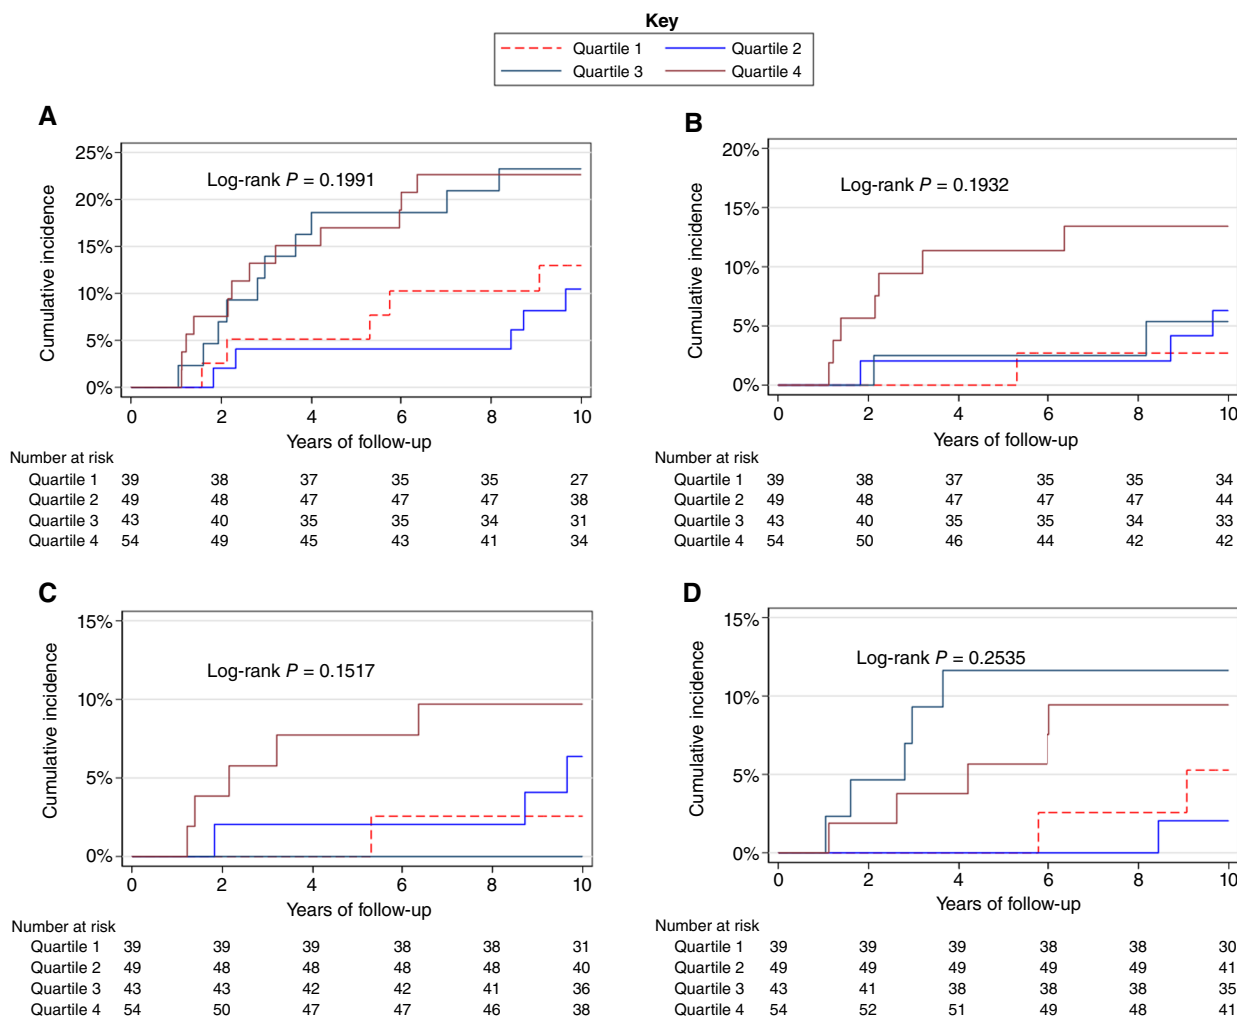 Key
Quartile 1 Quartile 2
Quartile 3 Quartile 4
A
25%
20%
15%
10%
5%
0%
Cumulative incidence
Log-rank P = 0.1991
0 2 4 6 8 10
Years of follow-up
Number at risk
Quartile 1 39 38 37 35 35 27
Quartile 2 49 48 47 47 47 38
Quartile 3 43 40 35 35 34 31
Quartile 4 54 49 45 43 41 34
B
20%
15%
10%
5%
0%
Cumulative incidence
Log-rank P = 0.1932
0 2 4 6 8 10
Years of follow-up
Number at risk
Quartile 1 39 38 37 35 35 34
Quartile 2 49 48 47 47 47 44
Quartile 3 43 40 35 35 34 33
Quartile 4 54 50 46 44 42 42
C
15%
10%
5%
0%
Cumulative incidence
Log-rank P = 0.1517
0 2 4 6 8 10
Years of follow-up
Number at risk
Quartile 1 39 39 39 38 38 31
Quartile 2 49 48 48 48 48 40
Quartile 3 43 43 42 42 41 36
Quartile 4 54 50 47 47 46 38
D
15%
10%
5%
0%
Cumulative incidence
Log-rank P = 0.2535
0 2 4 6 8 10
Years of follow-up
Number at risk
Quartile 1 39 39 39 38 38 30
Quartile 2 49 49 49 49 49 41
Quartile 3 43 41 38 38 38 35
Quartile 4 54 52 51 49 48 41